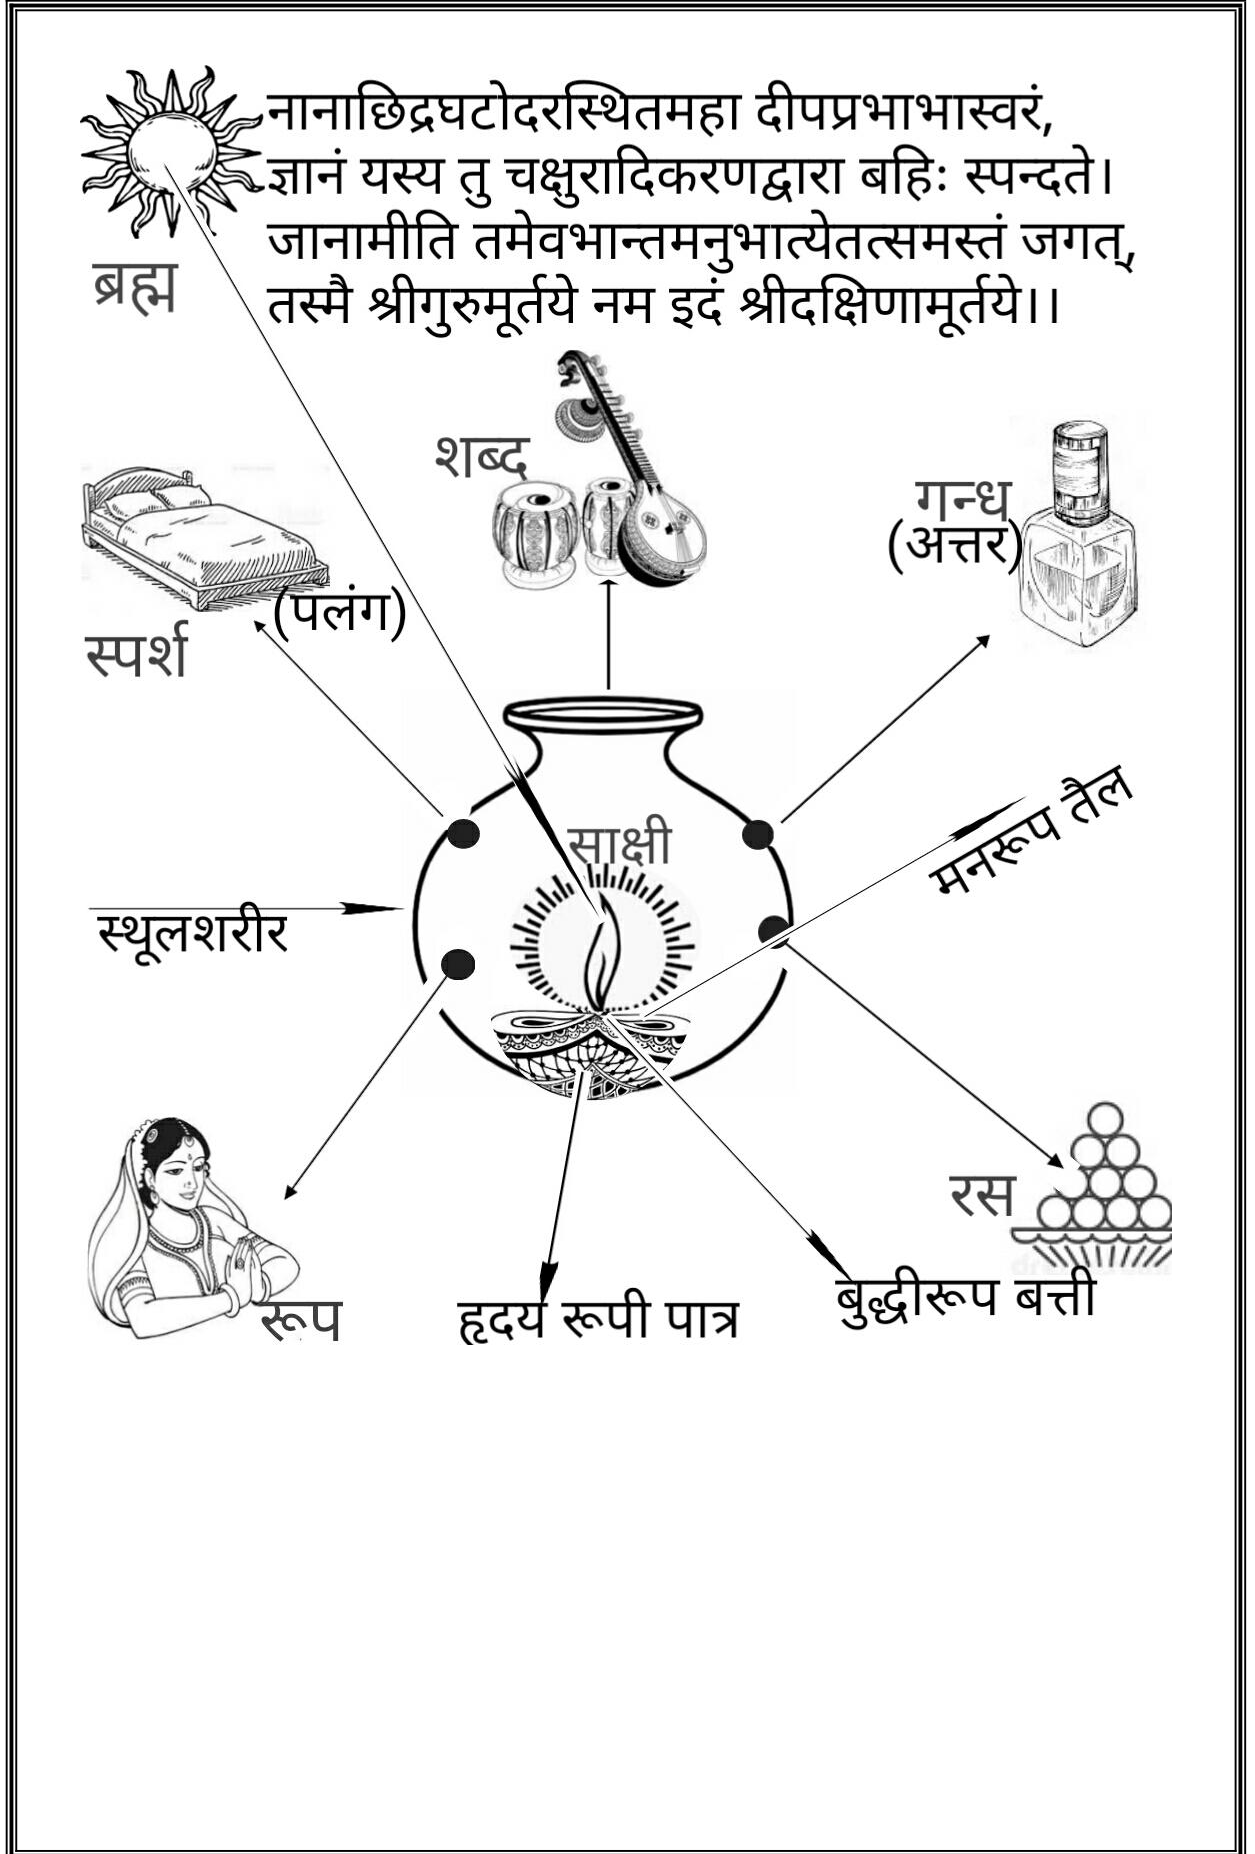 नानाछिद्रघटोदरस्थितमहा दीपप्रभाभास्वरं,
ज्ञानं यस्य तु चक्षुरादिकरणद्वारा बहिः स्पन्दते।
जानामीति तमेवभान्तमनुभात्येतत्समस्तं जगत्,
तस्मै श्रीगुरुमूर्तये नम इदं श्रीदक्षिणामूर्तये।।
ब्रह्म
शब्द
गन्ध
(अत्तर)
(पलंग)
स्पर्श
मनरूप तैल
साक्षी
स्थूलशरीर
रस
रूप
हृदय रूपी पात्र
बुद्धीरूप बत्ती